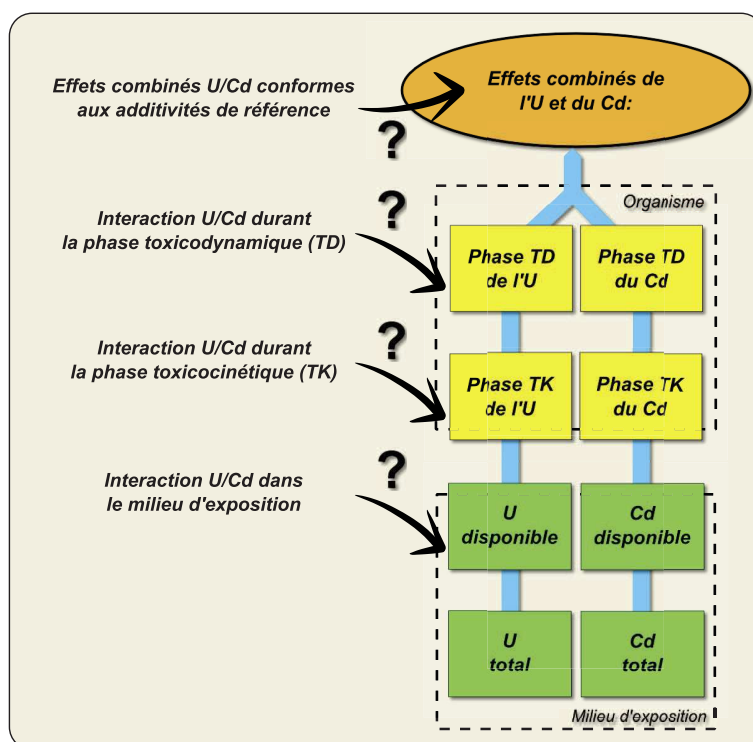 Effets combinés U/Cd conformes
aux additivités de référence
Effets combinés de
l'U et du Cd:
?
Organisme
Interaction U/Cd durant
la phase toxicodynamique (TD)
?
Phase TD
de l'U
Phase TD
du Cd
Interaction U/Cd durant
la phase toxicocinétique (TK)
?
Phase TK
de l'U
Phase TK
du Cd
Interaction U/Cd dans
le milieu d'exposition
?
U
disponible
Cd
disponible
U
total
Cd
total
Milieu d'exposition